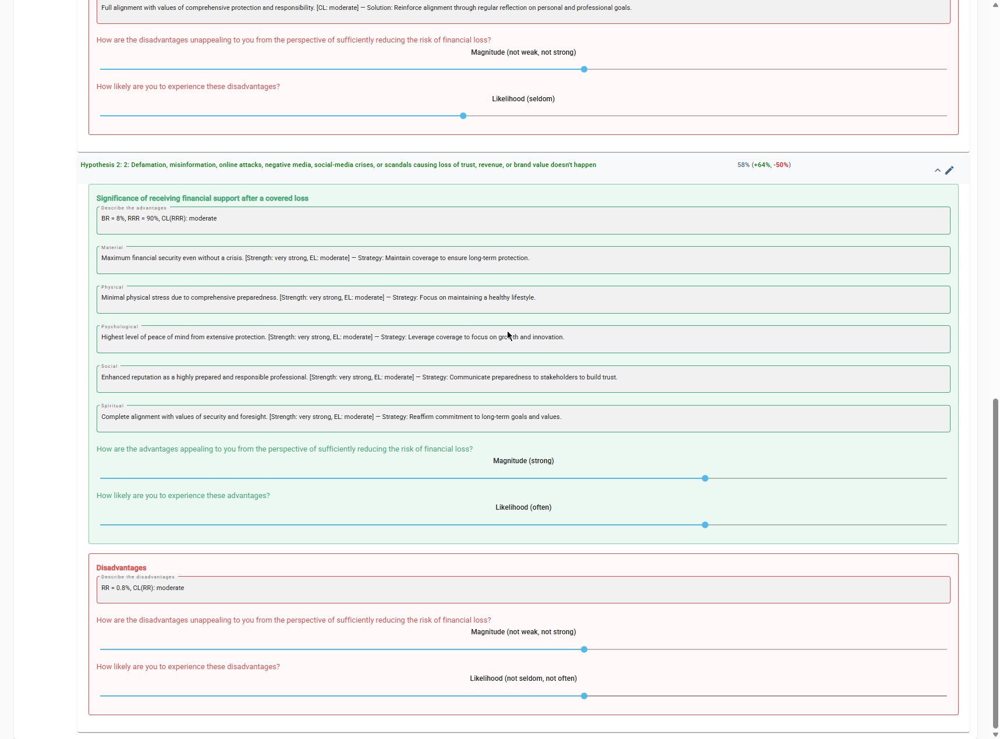 Full alignment with values of comprehensive protection and responsibility. [CL: moderate] — Solution: Reinforce alignment through regular reflection on personal and professional goals.
How are the disadvantages unappealing to you from the perspective of sufficiently reducing the risk of financial loss?
Magnitude (not weak, not strong)
How likely are you to experience these disadvantages?
Likelihood (seldom)
Hypothesis 2: 2: Defamation, misinformation, online attacks, negative media, social-media crises, or scandals causing loss of trust, revenue, or brand value doesn't happen 58% (+64%, -50%)
Significance of receiving financial support after a covered loss
Describe the advantages
BR = 8%, RRR = 90%, CL(RRR): moderate
Material
Maximum financial security even without a crisis. [Strength: very strong, EL: moderate] — Strategy: Maintain coverage to ensure long-term protection.
Physical
Minimal physical stress due to comprehensive preparedness. [Strength: very strong, EL: moderate] — Strategy: Focus on maintaining a healthy lifestyle.
Psychological
Highest level of peace of mind from extensive protection. [Strength: very strong, EL: moderate] — Strategy: Leverage coverage to focus on growth and innovation.
Social
Enhanced reputation as a highly prepared and responsible professional. [Strength: very strong, EL: moderate] — Strategy: Communicate preparedness to stakeholders to build trust.
Spiritual
Complete alignment with values of security and foresight. [Strength: very strong, EL: moderate] — Strategy: Reaffirm commitment to long-term goals and values.
How are the advantages appealing to you from the perspective of sufficiently reducing the risk of financial loss?
Magnitude (strong)
How likely are you to experience these advantages?
Likelihood (often)
Disadvantages
Describe the disadvantages
RR = 0.8%, CL(RR): moderate
How are the disadvantages unappealing to you from the perspective of sufficiently reducing the risk of financial loss?
Magnitude (not weak, not strong)
How likely are you to experience these disadvantages?
Likelihood (not seldom, not often)